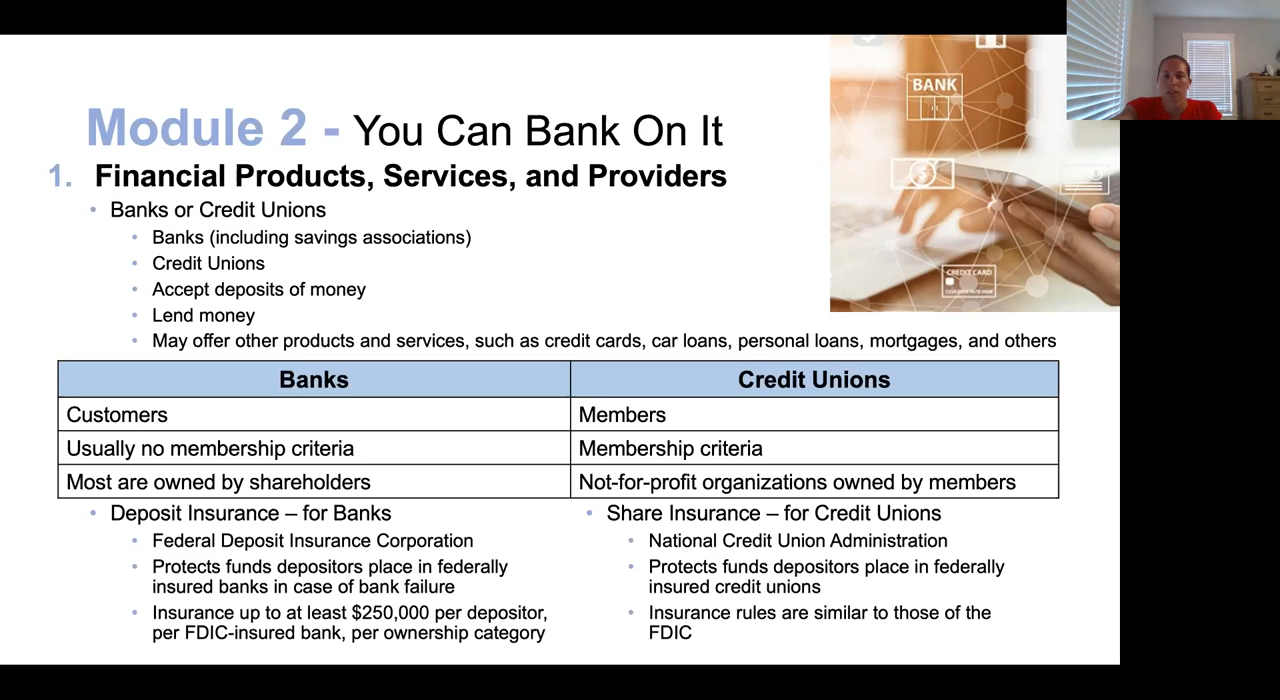 Module 2 - You Can Bank On It
1. Financial Products, Services, and Providers
• Banks or Credit Unions
• Banks (including savings associations)
• Credit Unions
• Accept deposits of money
• Lend money
• May offer other products and services, such as credit cards, car loans, personal loans, mortgages, and others
BANK
$
CREDIT CARD
Banks
Credit Unions
Customers
Members
Usually no membership criteria
Membership criteria
Most are owned by shareholders
Not-for-profit organizations owned by members
• Deposit Insurance – for Banks
• Federal Deposit Insurance Corporation
• Protects funds depositors place in federally
insured banks in case of bank failure
• Insurance up to at least $250,000 per depositor,
per FDIC-insured bank, per ownership category
• Share Insurance – for Credit Unions
• National Credit Union Administration
• Protects funds depositors place in federally
insured credit unions
• Insurance rules are similar to those of the
FDIC